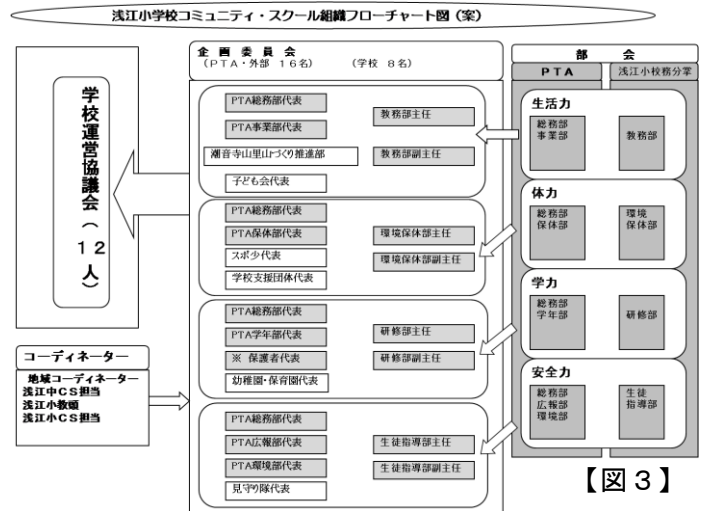 浅江小学校コミュニティ・スクール組織フローチャート図（案）
学校運営協議会（12人）
企画委員会
（PTA・外部 16名） （学校 8名）
PTA総務部代表
PTA事業部代表
潮音寺山里山づくり推進部
子ども会代表
教務部主任
教務部副主任
PTA総務部代表
PTA保体部代表
スポ少代表
学校支援団体代表
環境保体部主任
環境保体部副主任
PTA総務部代表
PTA学年部代表
※ 保護者代表
幼稚園・保育園代表
研修部主任
研修部副主任
PTA総務部代表
PTA広報部代表
PTA環境部代表
見守り隊代表
生徒指導部主任
生徒指導部副主任
部 会
PTA
浅江小校務分掌
生活力
総務部
事業部
教務部
体力
総務部
保体部
環境
保体部
学力
総務部
学年部
研修部
安全力
総務部
広報部
環境部
生徒
指導部
コーディネーター
地域コーディネーター
浅江中CS担当
浅江小教頭
浅江小CS担当
【図3】